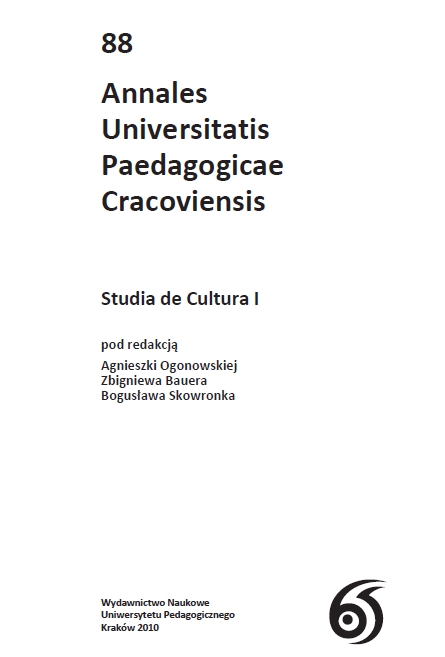 88
Annales
Universitatis
Paedagogicae
Cracoviensis
Studia de Cultura I
pod redakcją
Agnieszki Ogonowskiej
Zbigniewa Bauera
Bogusława Skowronka
Wydawnictwo Naukowe
Uniwersytetu Pedagogicznego
Kraków 2010